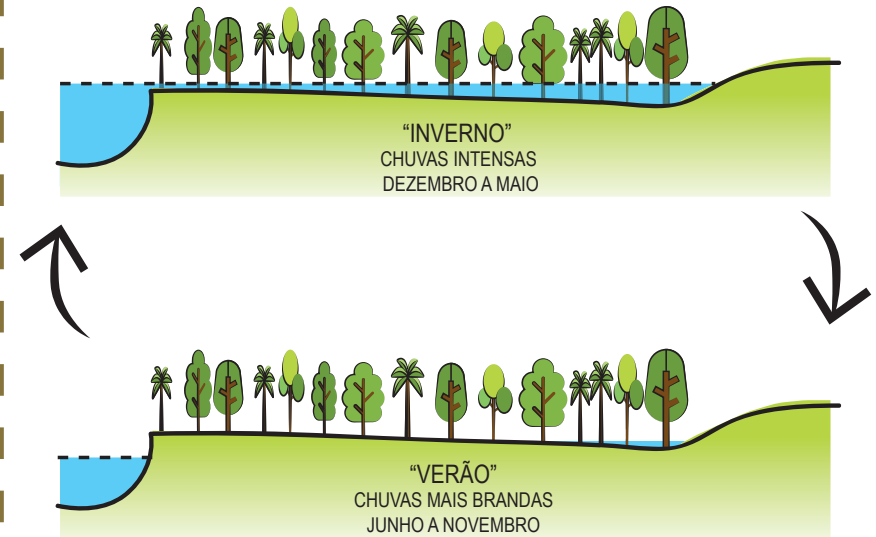 “INVERNO”
CHUVAS INTENSAS
DEZEMBRO A MAIO
“VERÃO”
CHUVAS MAIS BRANDAS
JUNHO A NOVEMBRO